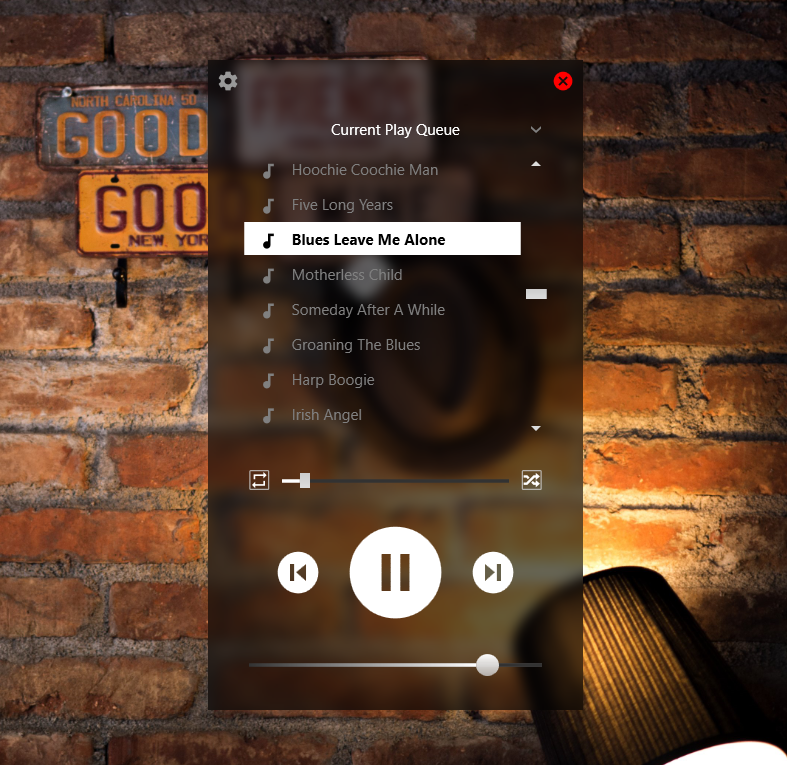 NORTH CAROLINA 50
GOOD
GOO
NEW YOR
Current Play Queue
Hoochie Coochie Man
Five Long Years
Blues Leave Me Alone
Motherless Child
Someday After A While
Groaning The Blues
Harp Boogie
Irish Angel